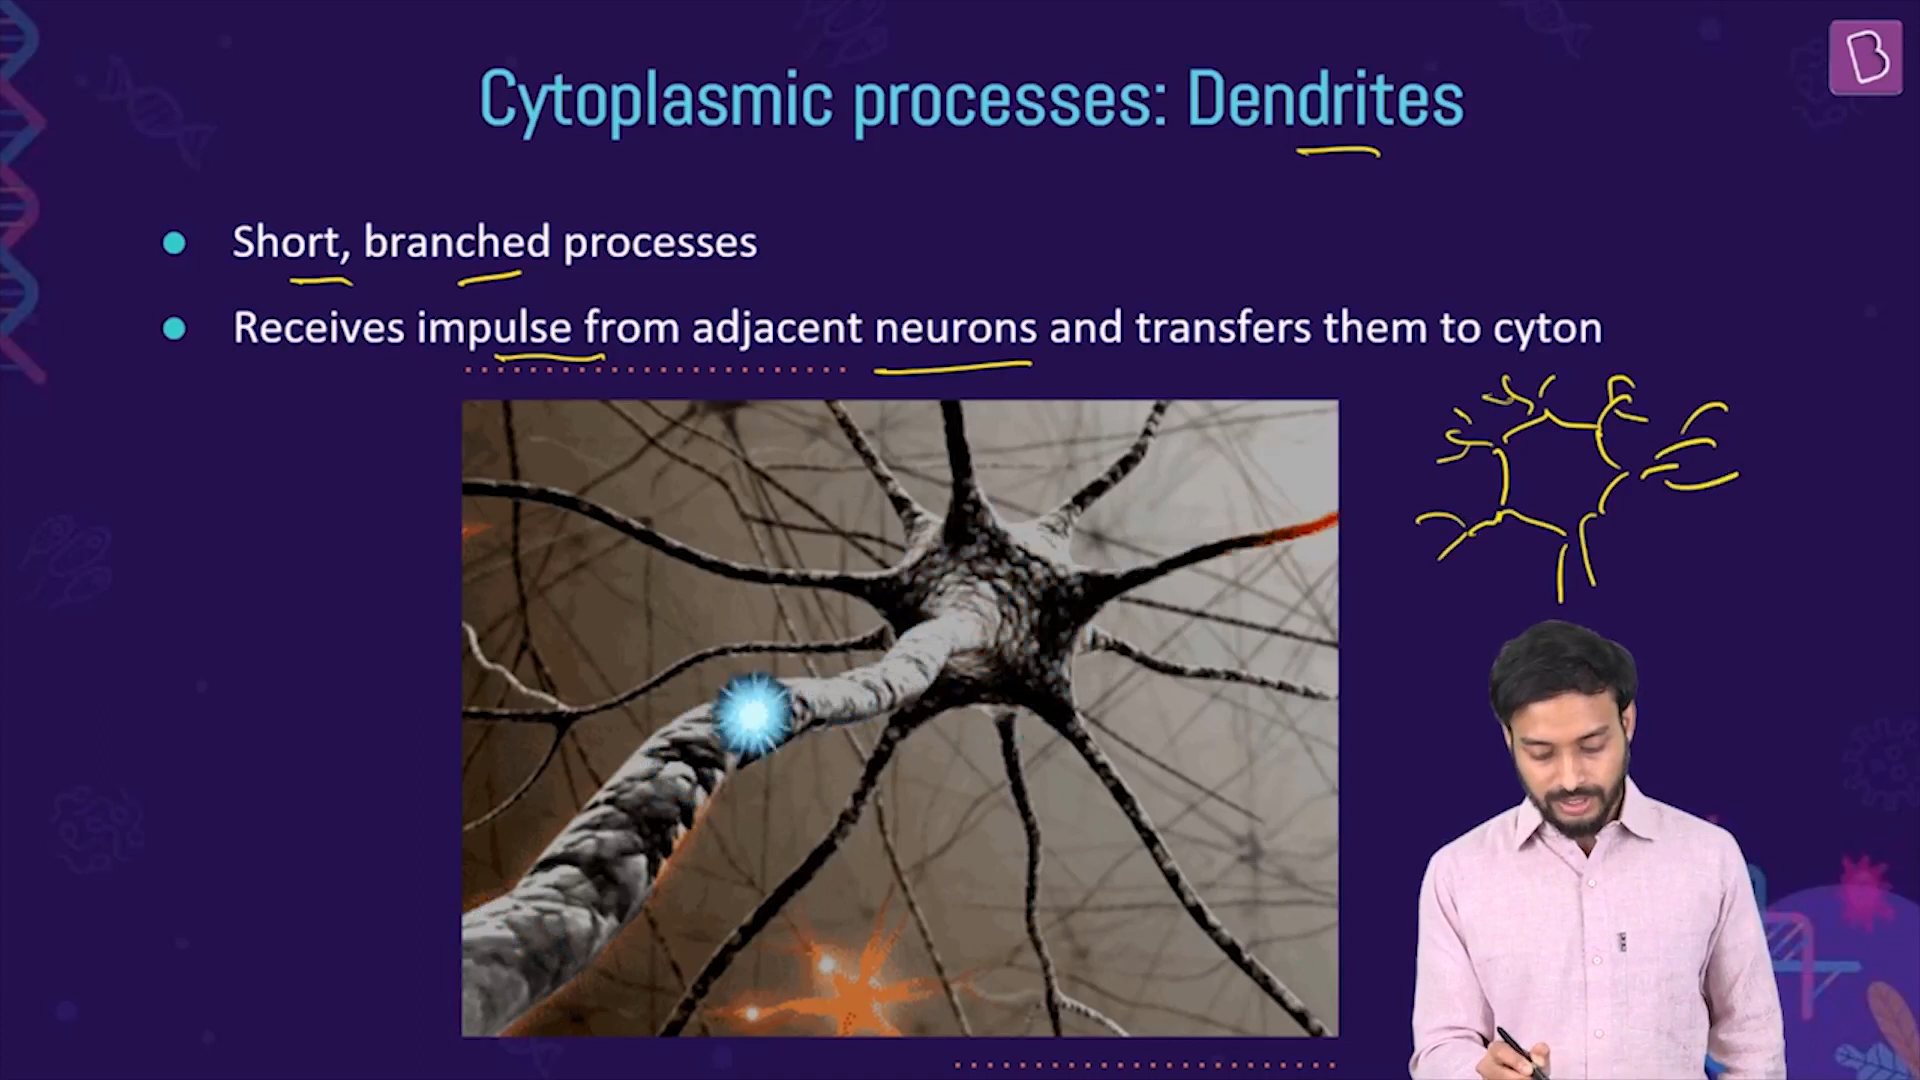 Cytoplasmic processes: Dendrites
Short, branched processes
Receives impulse from adjacent neurons and transfers them to cyton